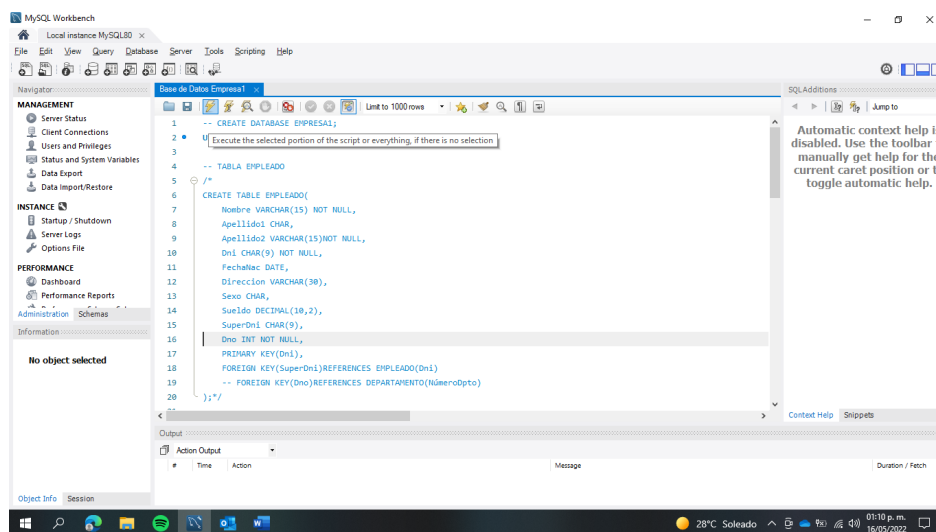 MySQL Workbench
Local instance MySQL80 ×
File Edit View Query Database Server Tools Scripting Help
Navigator
MANAGEMENT
Server Status
Client Connections
Users and Privileges
Status and System Variables
Data Export
Data Import/Restore
INSTANCE
Startup / Shutdown
Server Logs
Options File
PERFORMANCE
Dashboard
Performance Reports
Administration Schemas
Information
No object selected
Object Info Session
Base de Datos Empresa1 ×
Limit to 1000 rows
1 -- CREATE DATABASE EMPRESA1;
2 U
Execute the selected portion of the script or everything, if there is no selection
3
4 -- TABLA EMPLEADO
5 /*
6 CREATE TABLE EMPLEADO(
7 Nombre VARCHAR(15) NOT NULL,
8 Apellido1 CHAR,
9 Apellido2 VARCHAR(15)NOT NULL,
10 Dni CHAR(9) NOT NULL,
11 FechaNac DATE,
12 Direccion VARCHAR(30),
13 Sexo CHAR,
14 Sueldo DECIMAL(10,2),
15 SuperDni CHAR(9),
16 Dno INT NOT NULL,
17 PRIMARY KEY(Dni),
18 FOREIGN KEY(SuperDni)REFERENCES EMPLEADO(Dni)
19 -- FOREIGN KEY(Dno)REFERENCES DEPARTAMENTO(NúmeroDpto)
20 );*/
Output
Action Output
# Time Action Message Duration / Fetch
SQLAdditions
Jump to
Automatic context help is
disabled. Use the toolbar
manually get help for the
current caret position or t
toggle automatic help.
Context Help Snippets
28°C Soleado
01:10 p. m.
16/05/2022